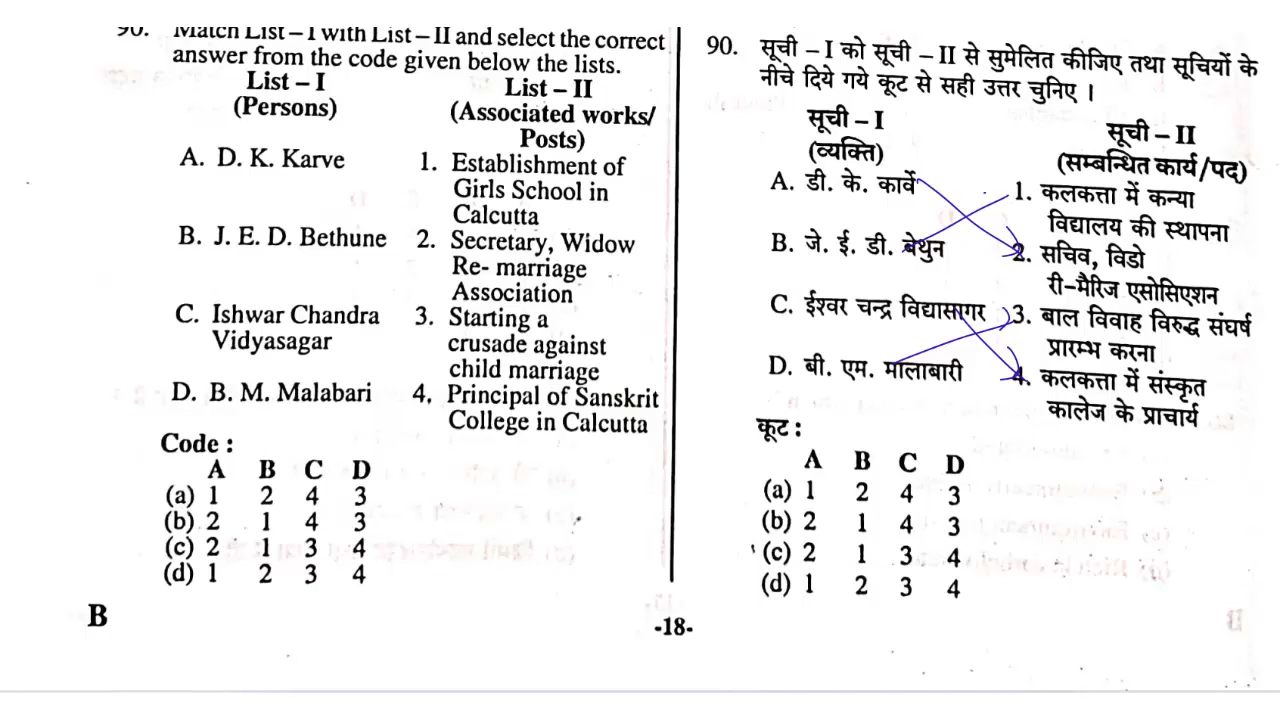 90. Match List – I with List – II and select the correct
answer from the code given below the lists.
List – I
(Persons)
List – II
(Associated works/
Posts)
A. D. K. Karve
1. Establishment of
Girls School in
Calcutta
B. J. E. D. Bethune
2. Secretary, Widow
Re- marriage
Association
C. Ishwar Chandra
Vidyasagar
3. Starting a
crusade against
child marriage
D. B. M. Malabari
4. Principal of Sanskrit
College in Calcutta
Code :
A B C D
(a) 1 2 4 3
(b) 2 1 4 3
(c) 2 1 3 4
(d) 1 2 3 4
90. सूची – I को सूची – II से सुमेलित कीजिए तथा सूचियों के
नीचे दिये गये कूट से सही उत्तर चुनिए ।
सूची – I
(व्यक्ति)
सूची – II
(सम्बन्धित कार्य/पद)
A. डी. के. कार्वे
1. कलकत्ता में कन्या
विद्यालय की स्थापना
B. जे. ई. डी. बेथुन
2. सचिव, विडो
री-मैरिज एसोसिएशन
C. ईश्वर चन्द्र विद्यासागर
3. बाल विवाह विरुद्ध संघर्ष
प्रारम्भ करना
D. बी. एम. मालाबारी
4. कलकत्ता में संस्कृत
कालेज के प्राचार्य
कूट :
A B C D
(a) 1 2 4 3
(b) 2 1 4 3
(c) 2 1 3 4
(d) 1 2 3 4
B
-18-